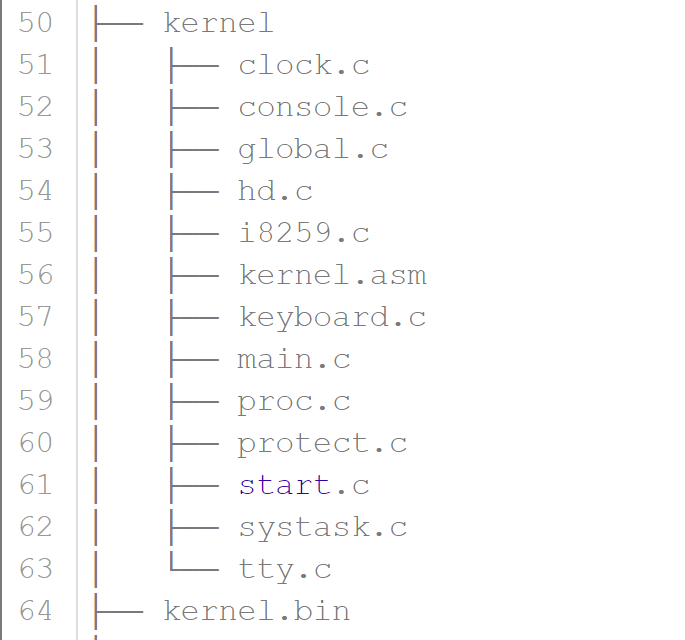 50 ├── kernel
51 │   ├── clock.c
52 │   ├── console.c
53 │   ├── global.c
54 │   ├── hd.c
55 │   ├── i8259.c
56 │   ├── kernel.asm
57 │   ├── keyboard.c
58 │   ├── main.c
59 │   ├── proc.c
60 │   ├── protect.c
61 │   ├── start.c
62 │   ├── systask.c
63 │   └── tty.c
64 ├── kernel.bin